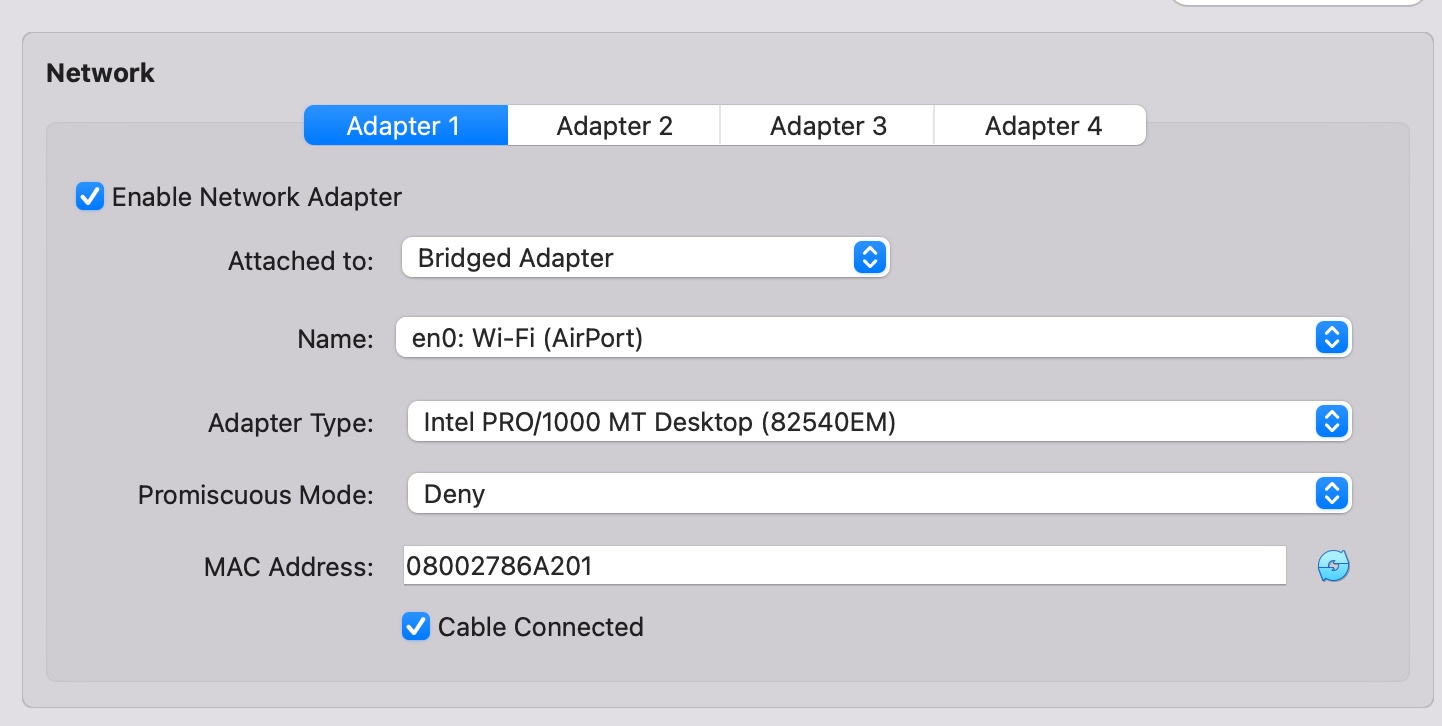 Network
Adapter 1 Adapter 2 Adapter 3 Adapter 4
Enable Network Adapter
Attached to: Bridged Adapter
Name: en0: Wi-Fi (AirPort)
Adapter Type: Intel PRO/1000 MT Desktop (82540EM)
Promiscuous Mode: Deny
MAC Address: 08002786A201
Cable Connected